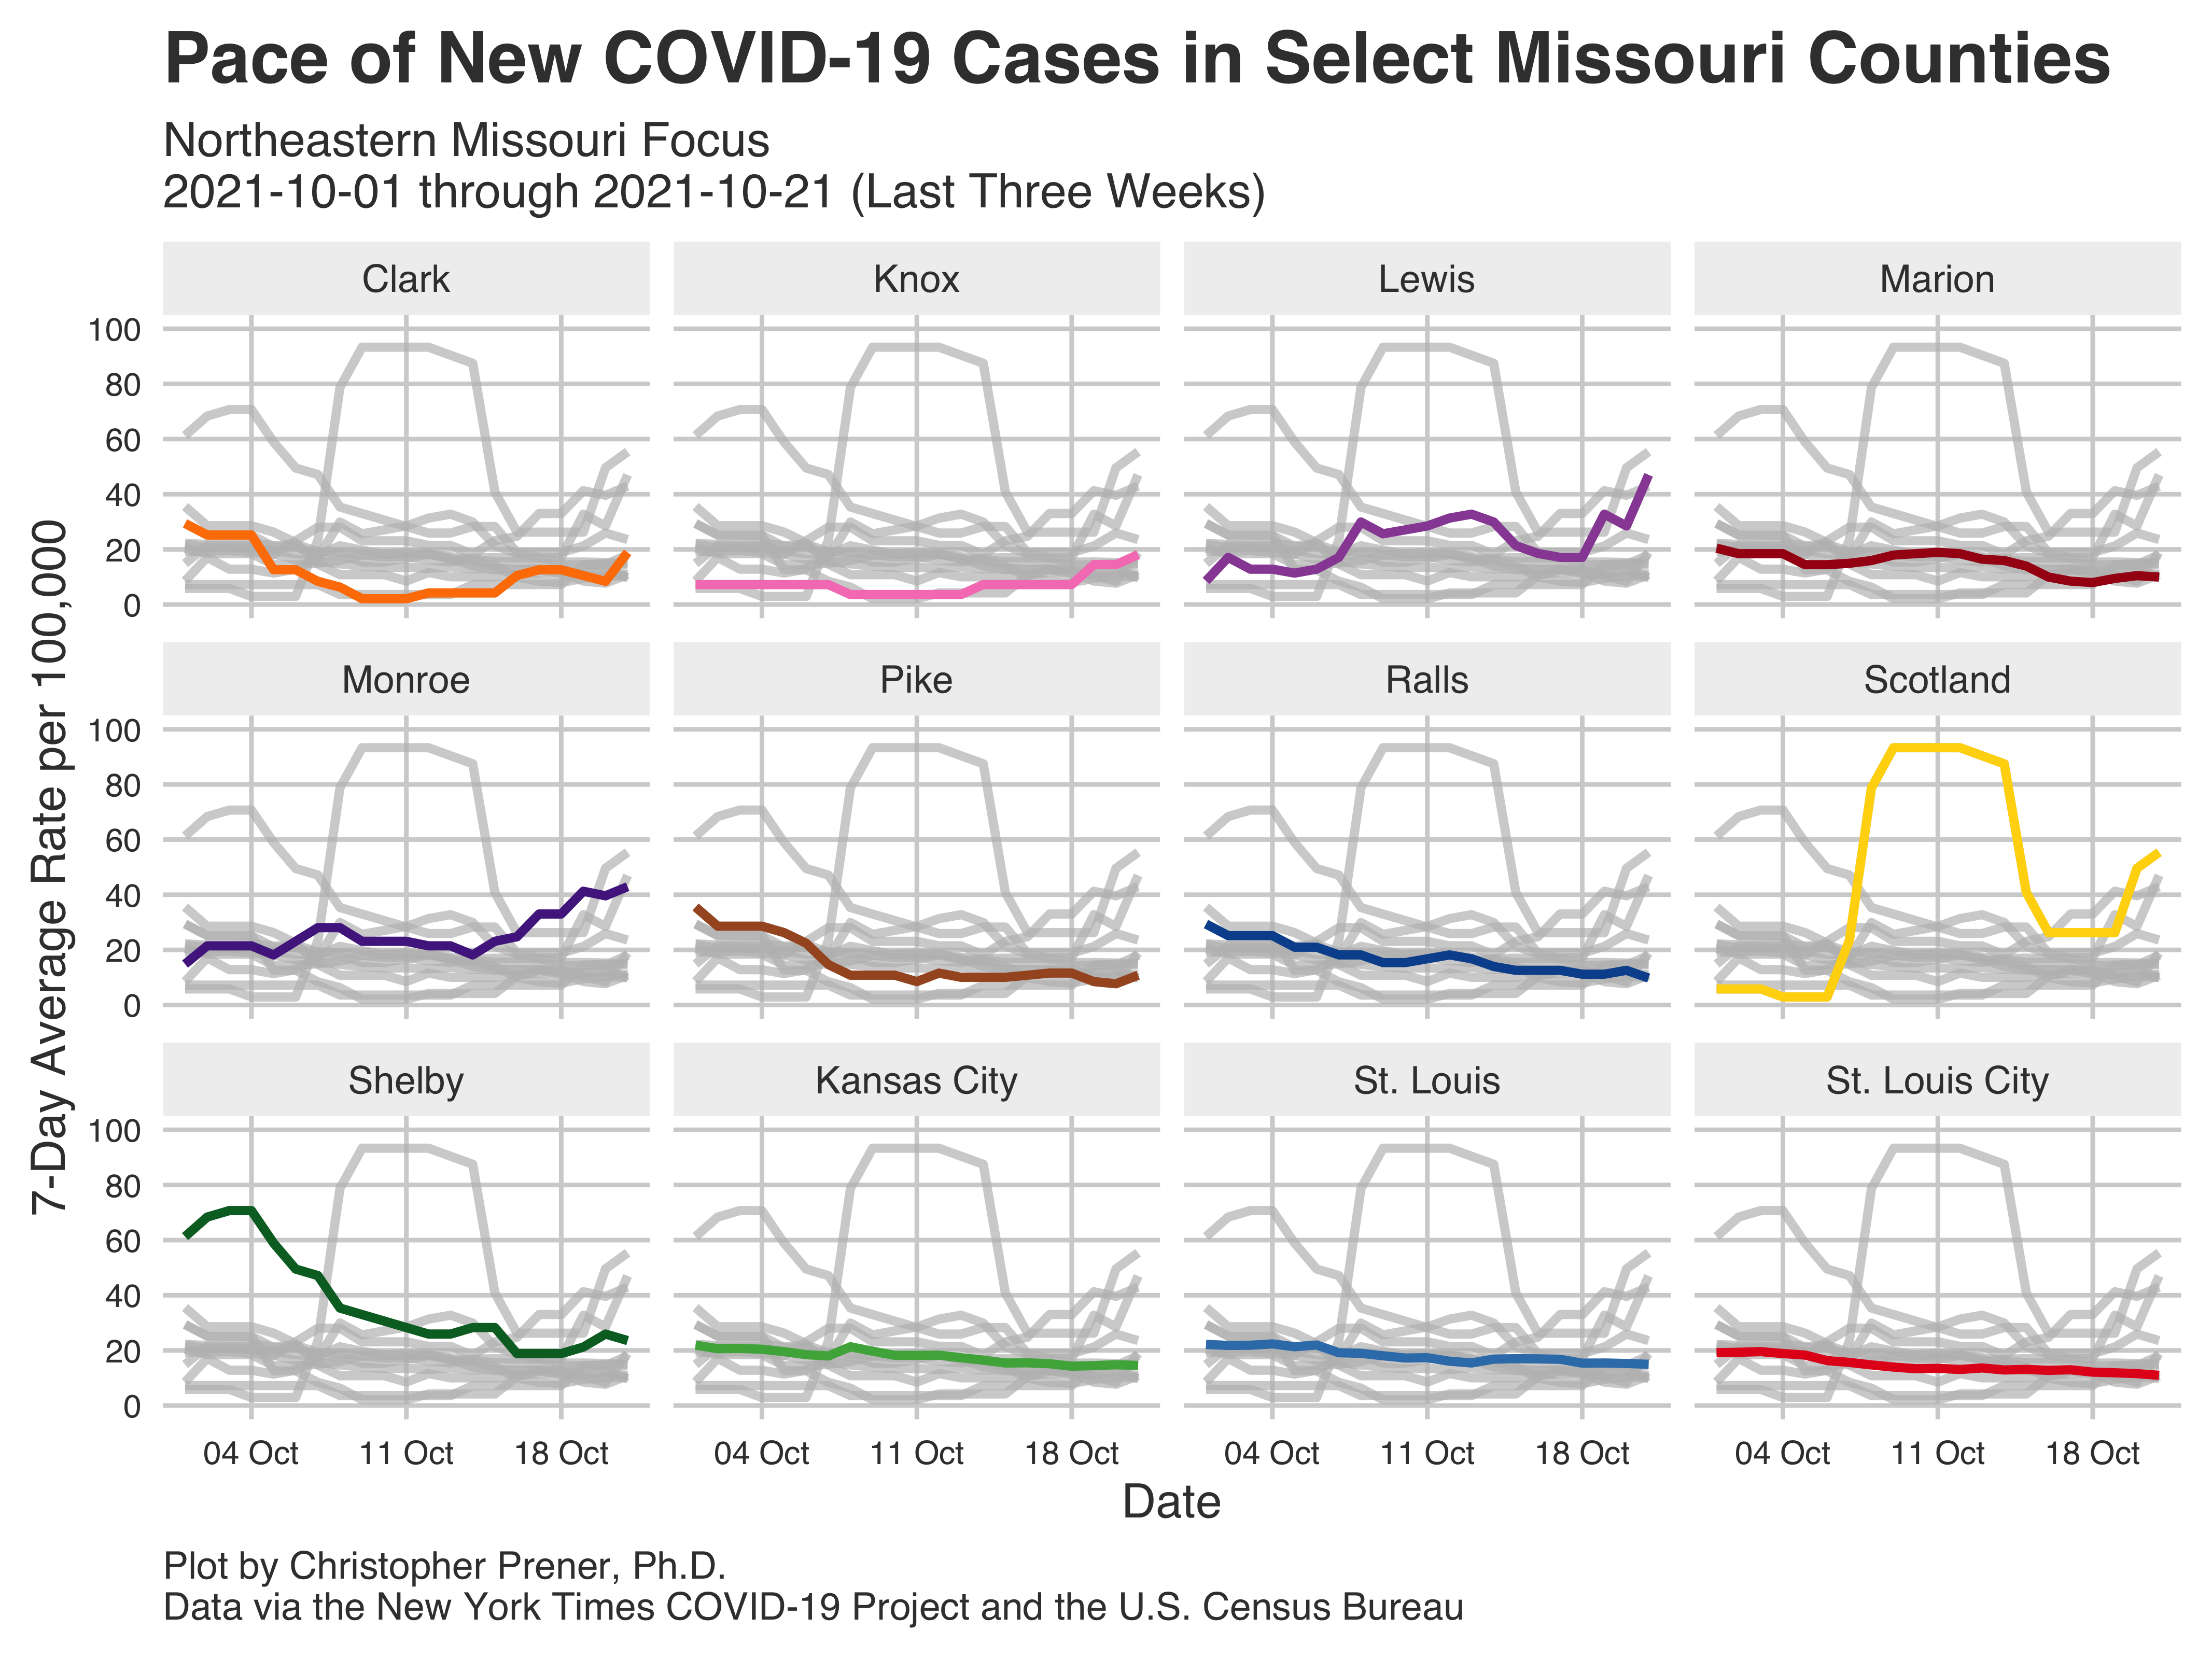 Pace of New COVID-19 Cases in Select Missouri Counties
Northeastern Missouri Focus
2021-10-01 through 2021-10-21 (Last Three Weeks)
Clark Knox Lewis Marion
100
80
60
40
20
0
Monroe Pike Ralls Scotland
100
80
60
40
20
0
Shelby Kansas City St. Louis St. Louis City
100
80
60
40
20
0
7-Day Average Rate per 100,000
04 Oct 11 Oct 18 Oct 04 Oct 11 Oct 18 Oct 04 Oct 11 Oct 18 Oct 04 Oct 11 Oct 18 Oct
Date
Plot by Christopher Prener, Ph.D.
Data via the New York Times COVID-19 Project and the U.S. Census Bureau